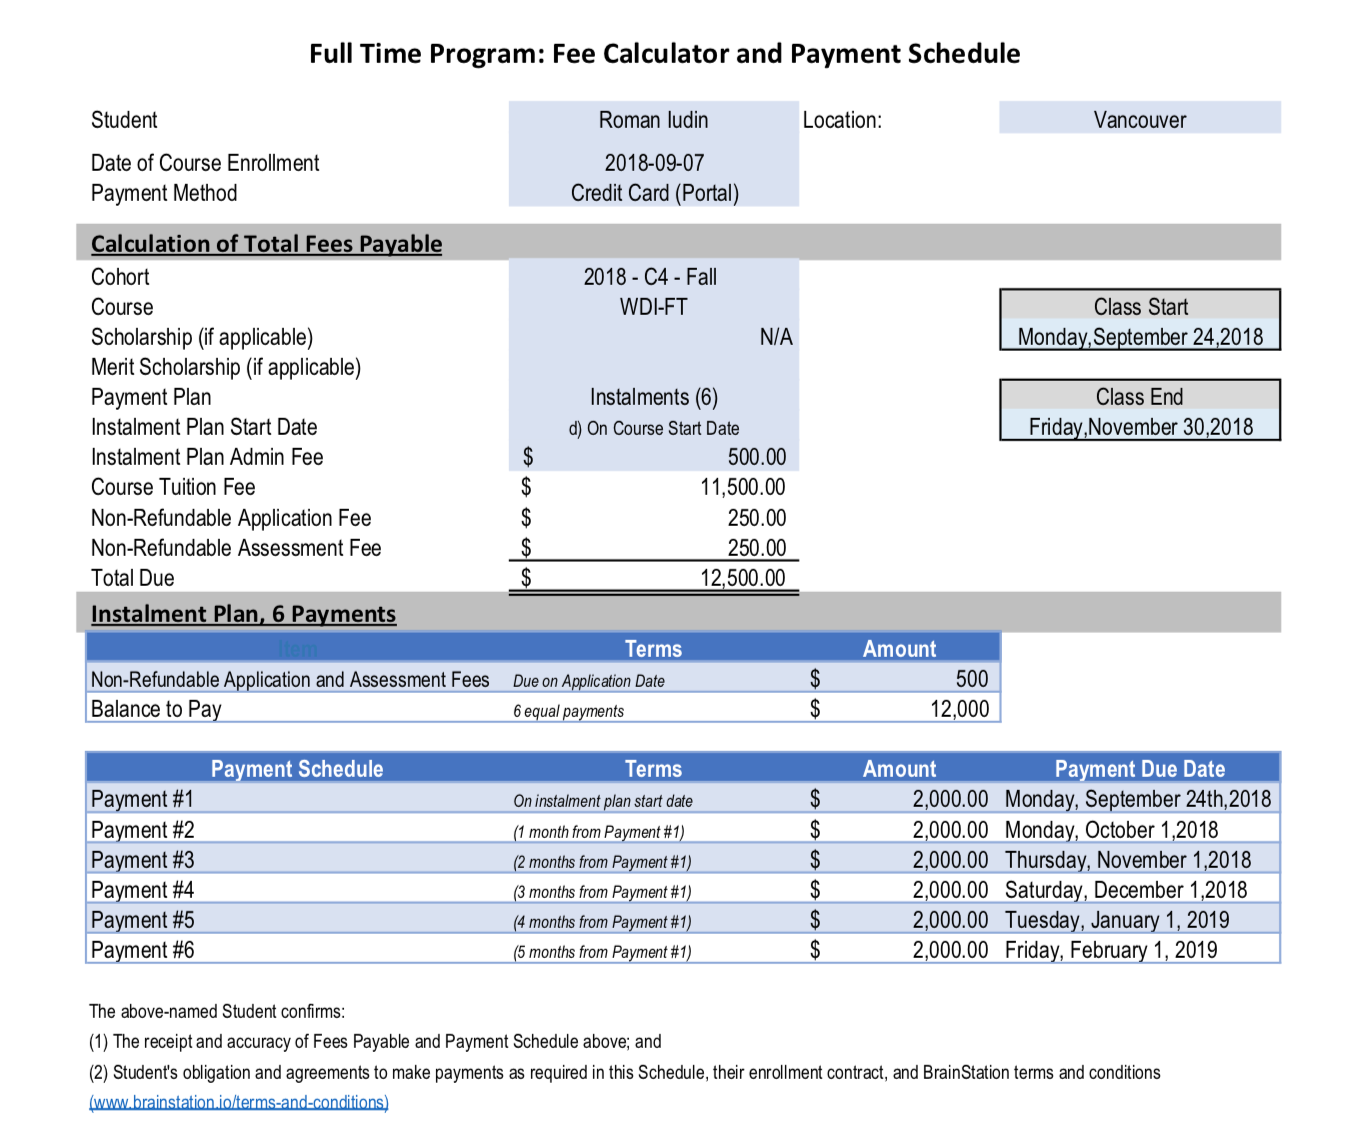 Full Time Program: Fee Calculator and Payment Schedule
Student Roman Iudin Location: Vancouver
Date of Course Enrollment 2018-09-07
Payment Method Credit Card (Portal)
Calculation of Total Fees Payable
Cohort 2018 - C4 - Fall
Course WDI-FT Class Start
Scholarship (if applicable) N/A Monday,September 24,2018
Merit Scholarship (if applicable)
Payment Plan Instalments (6) Class End
Instalment Plan Start Date d) On Course Start Date Friday,November 30,2018
Instalment Plan Admin Fee $ 500.00
Course Tuition Fee $ 11,500.00
Non-Refundable Application Fee $ 250.00
Non-Refundable Assessment Fee $ 250.00
Total Due $ 12,500.00
Instalment Plan, 6 Payments
Item Terms Amount
Non-Refundable Application and Assessment Fees Due on Application Date $ 500
Balance to Pay 6 equal payments $ 12,000
Payment Schedule Terms Amount Payment Due Date
Payment #1 On instalment plan start date $ 2,000.00 Monday, September 24th,2018
Payment #2 (1 month from Payment #1) $ 2,000.00 Monday, October 1,2018
Payment #3 (2 months from Payment #1) $ 2,000.00 Thursday, November 1,2018
Payment #4 (3 months from Payment #1) $ 2,000.00 Saturday, December 1,2018
Payment #5 (4 months from Payment #1) $ 2,000.00 Tuesday, January 1, 2019
Payment #6 (5 months from Payment #1) $ 2,000.00 Friday, February 1, 2019
The above-named Student confirms:
(1) The receipt and accuracy of Fees Payable and Payment Schedule above; and
(2) Student's obligation and agreements to make payments as required in this Schedule, their enrollment contract, and BrainStation terms and conditions
(www.brainstation.io/terms-and-conditions)